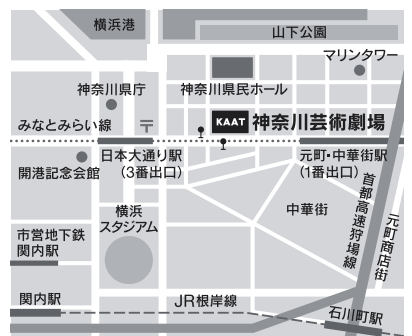 横浜港
山下公園
マリンタワー
神奈川県庁
神奈川県民ホール
みなとみらい線
〒
KAAT 神奈川芸術劇場
日本大通り駅
(3番出口)
元町・中華街駅
(1番出口)
開港記念会館
横浜
スタジアム
中華街
首都高速狩場線
元町商店街
市営地下鉄
関内駅
関内駅
JR根岸線
石川町駅